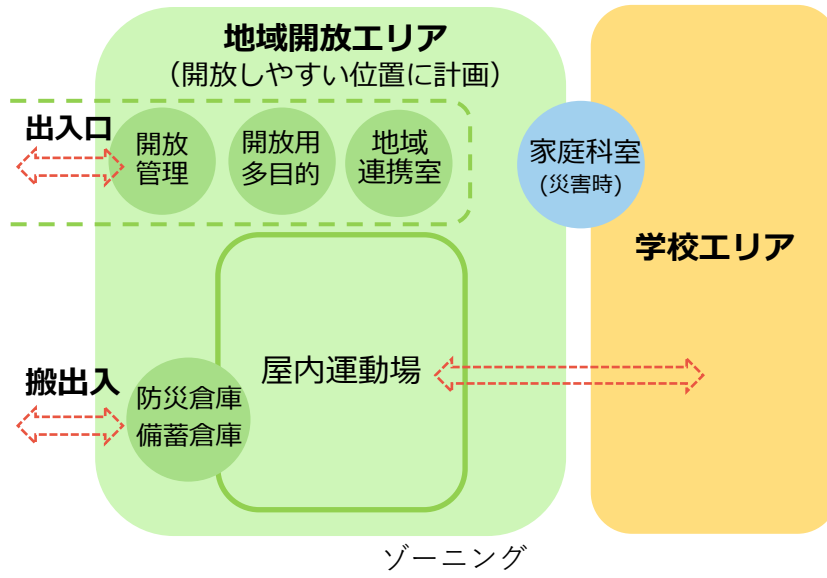 地域開放エリア
（開放しやすい位置に計画）
出入口
開放
管理
開放用
多目的
地域
連携室
家庭科室
(災害時)
学校エリア
搬出入
防災倉庫
備蓄倉庫
屋内運動場
ゾーニング